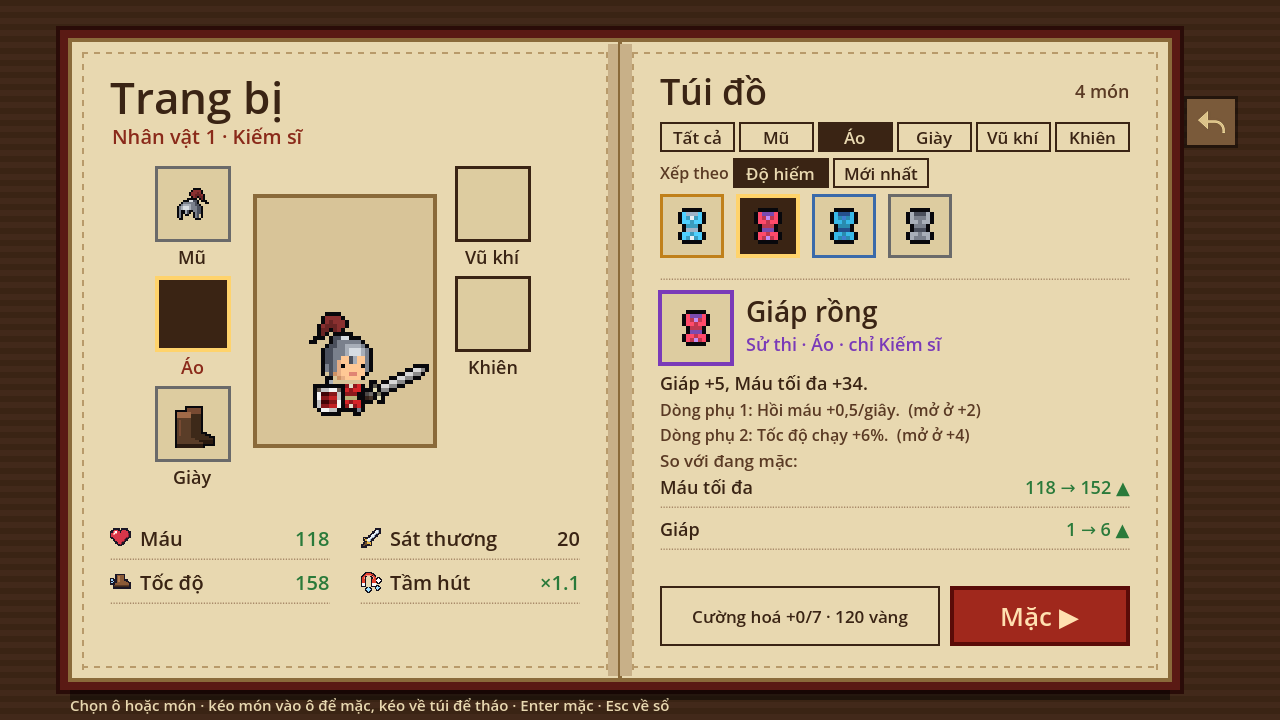 Trang bị
Nhân vật 1 · Kiếm sĩ
Mũ
Vũ khí
Áo
Khiên
Giày
Máu 118
Sát thương 20
Tốc độ 158
Tầm hút ×1.1
Túi đồ
4 món
Tất cả Mũ Áo Giày Vũ khí Khiên
Xếp theo Độ hiếm Mới nhất
Giáp rồng
Sử thi · Áo · chỉ Kiếm sĩ
Giáp +5, Máu tối đa +34.
Dòng phụ 1: Hồi máu +0,5/giây. (mở ở +2)
Dòng phụ 2: Tốc độ chạy +6%. (mở ở +4)
So với đang mặc:
Máu tối đa 118 → 152 ▲
Giáp 1 → 6 ▲
Cường hoá +0/7 · 120 vàng
Mặc ▶
Chọn ô hoặc món · kéo món vào ô để mặc, kéo về túi để tháo · Enter mặc · Esc về sổ